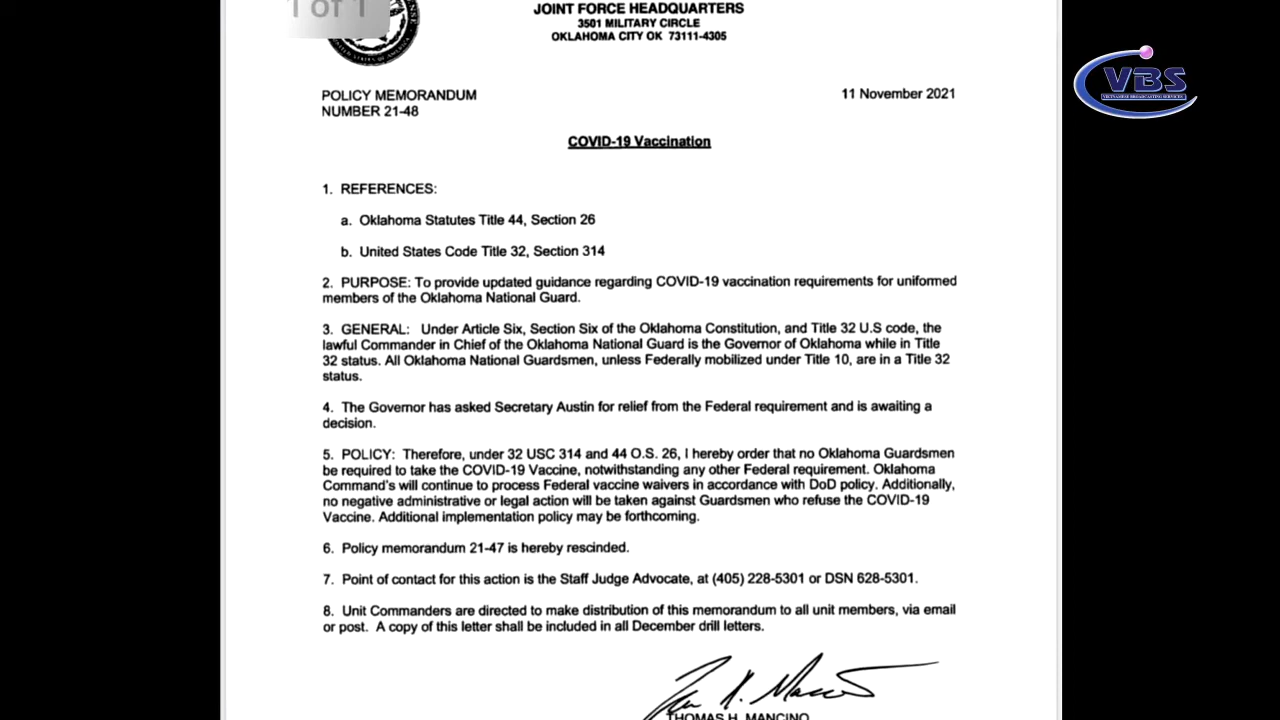 1 of 1
JOINT FORCE HEADQUARTERS
3501 MILITARY CIRCLE
OKLAHOMA CITY OK 73111-4305
VBS
VIETNAMESE BROADCASTING SERVICES
POLICY MEMORANDUM
NUMBER 21-48
11 November 2021
COVID-19 Vaccination
1. REFERENCES:
a. Oklahoma Statutes Title 44, Section 26
b. United States Code Title 32, Section 314
2. PURPOSE: To provide updated guidance regarding COVID-19 vaccination requirements for uniformed
members of the Oklahoma National Guard.
3. GENERAL: Under Article Six, Section Six of the Oklahoma Constitution, and Title 32 U.S code, the
lawful Commander in Chief of the Oklahoma National Guard is the Governor of Oklahoma while in Title
32 status. All Oklahoma National Guardsmen, unless Federally mobilized under Title 10, are in a Title 32
status.
4. The Governor has asked Secretary Austin for relief from the Federal requirement and is awaiting a
decision.
5. POLICY: Therefore, under 32 USC 314 and 44 O.S. 26, I hereby order that no Oklahoma Guardsmen
be required to take the COVID-19 Vaccine, notwithstanding any other Federal requirement. Oklahoma
Command's will continue to process Federal vaccine waivers in accordance with DoD policy. Additionally,
no negative administrative or legal action will be taken against Guardsmen who refuse the COVID-19
Vaccine. Additional implementation policy may be forthcoming.
6. Policy memorandum 21-47 is hereby rescinded.
7. Point of contact for this action is the Staff Judge Advocate, at (405) 228-5301 or DSN 628-5301.
8. Unit Commanders are directed to make distribution of this memorandum to all unit members, via email
or post. A copy of this letter shall be included in all December drill letters.
THOMAS H. MANCINO